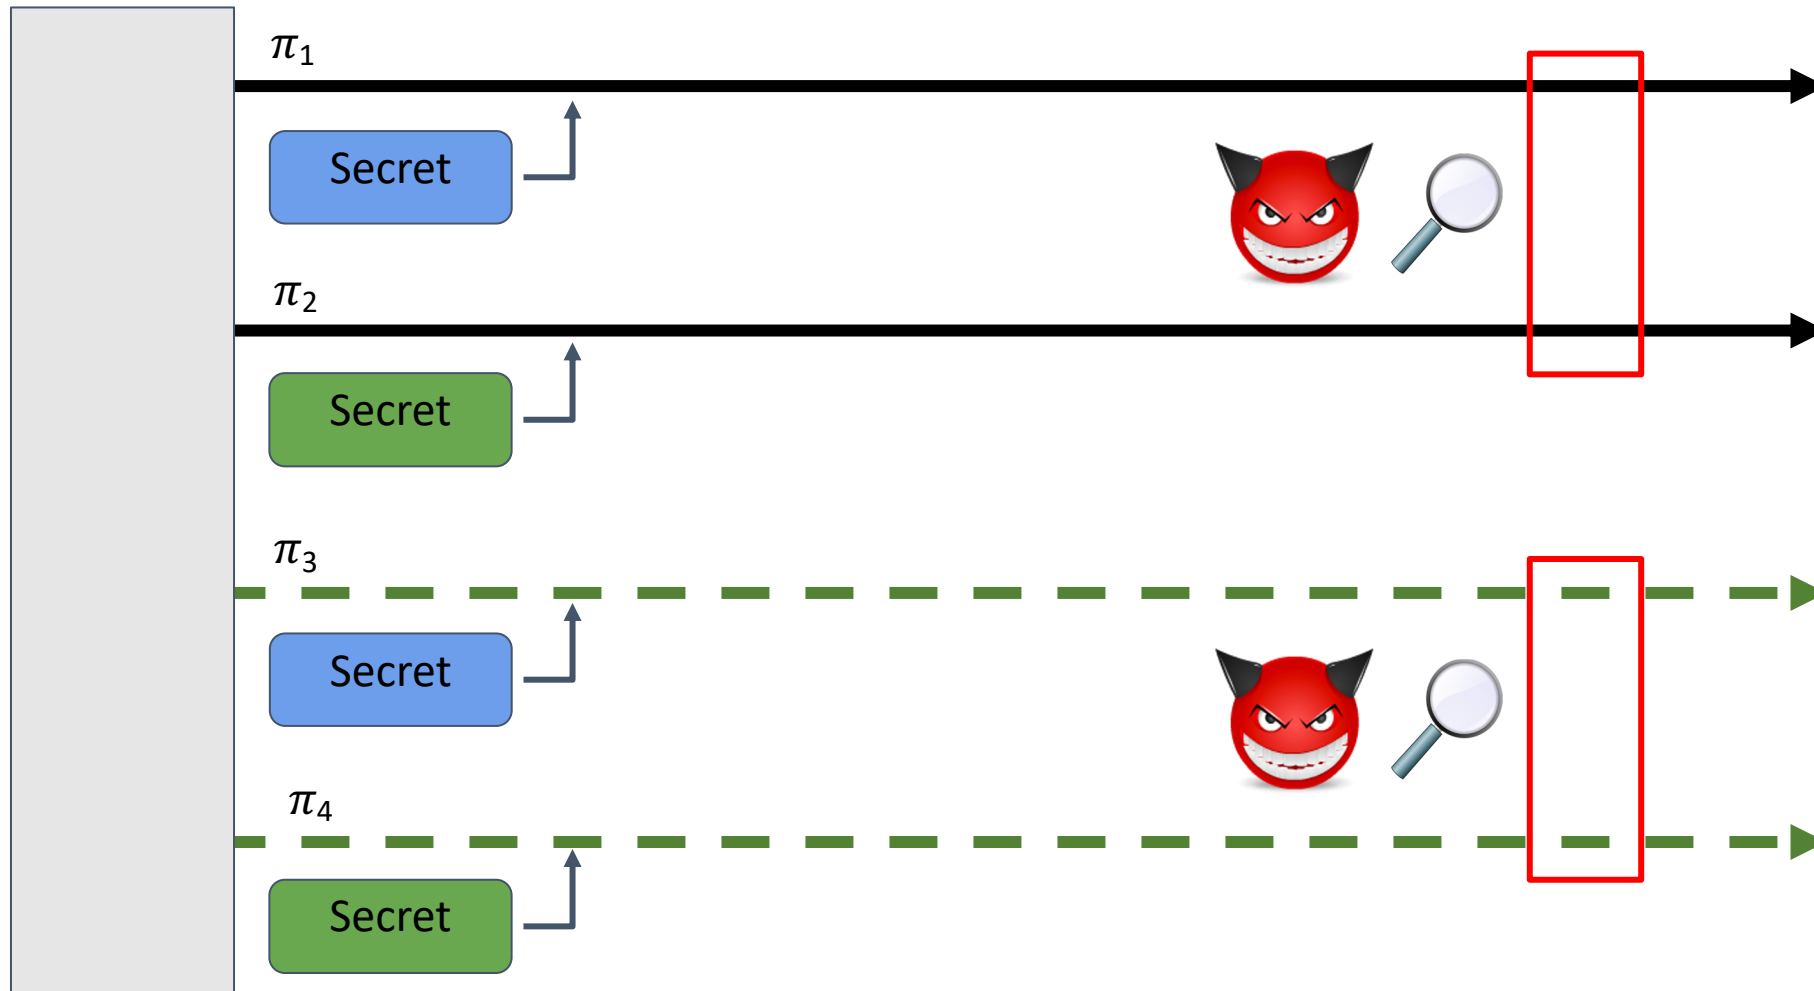 π₁
Secret
π₂
Secret
π₃
Secret
π₄
Secret